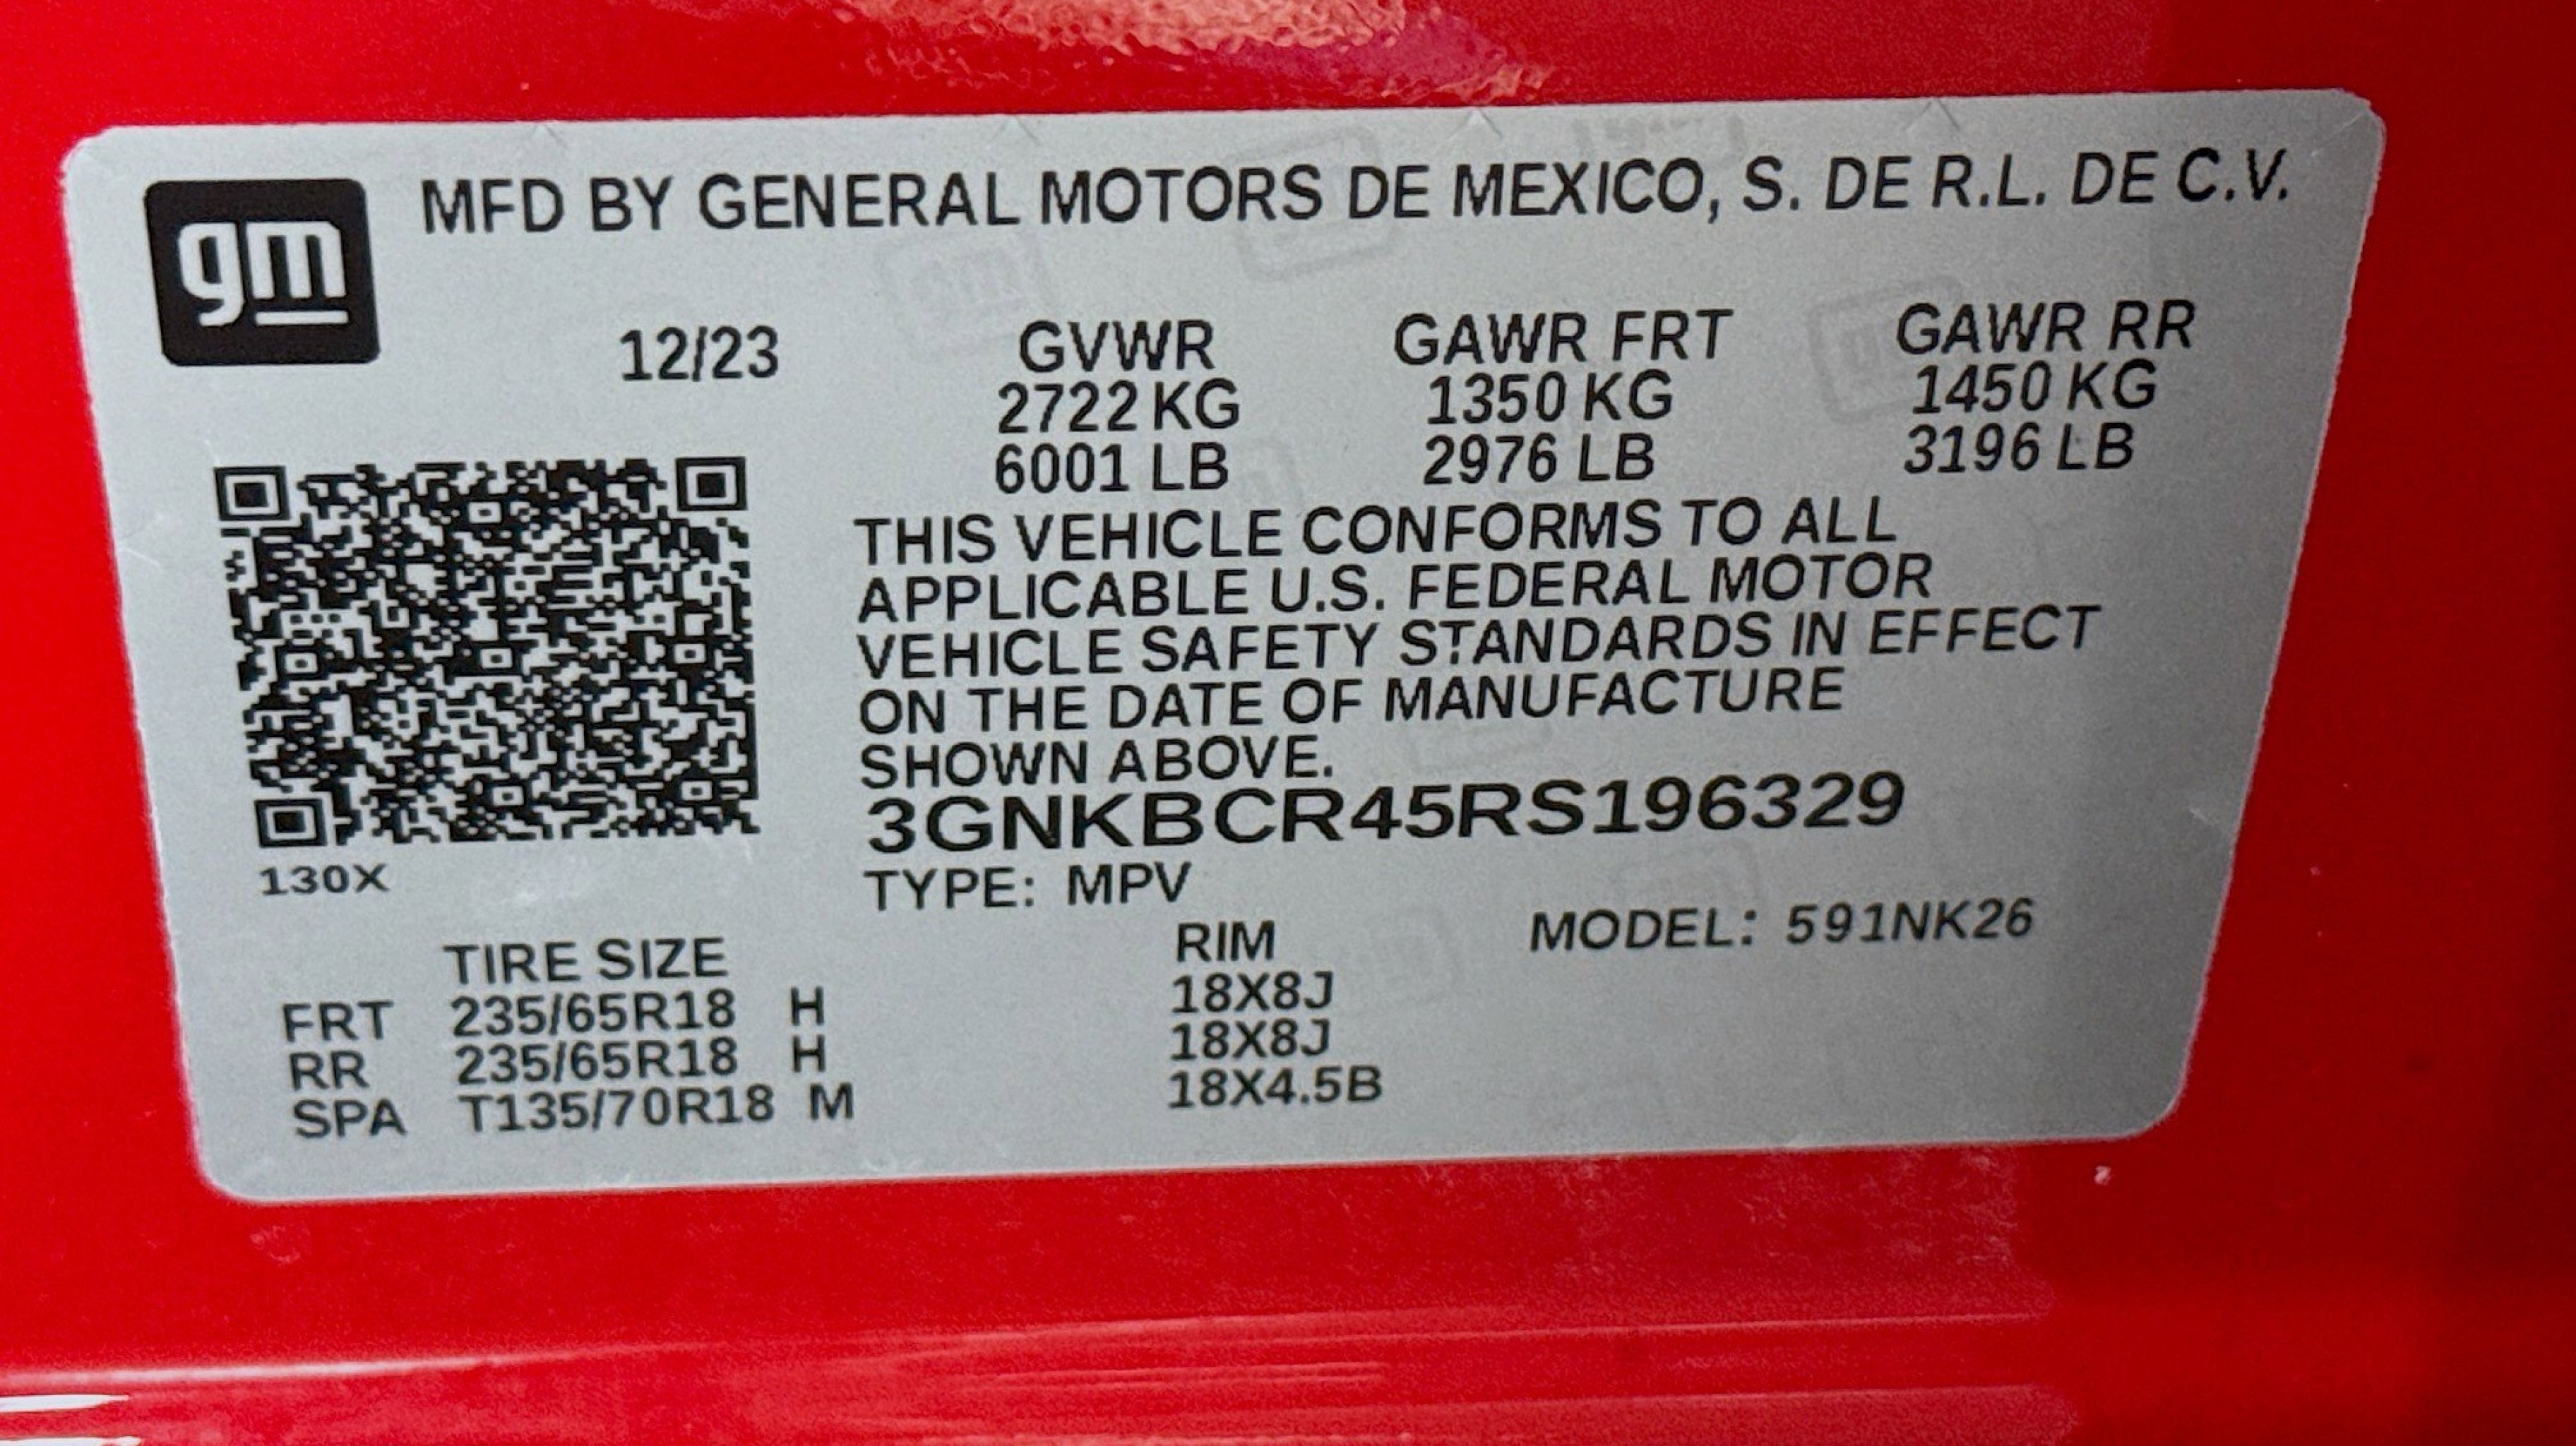 gm
MFD BY GENERAL MOTORS DE MEXICO, S. DE R.L. DE C.V.
12/23 GVWR GAWR FRT GAWR RR
2722 KG 1350 KG 1450 KG
6001 LB 2976 LB 3196 LB
THIS VEHICLE CONFORMS TO ALL
APPLICABLE U.S. FEDERAL MOTOR
VEHICLE SAFETY STANDARDS IN EFFECT
ON THE DATE OF MANUFACTURE
SHOWN ABOVE.
3GNKBCR45RS196329
130X
TYPE: MPV
MODEL: 591NK26
TIRE SIZE RIM
FRT 235/65R18 H 18X8J
RR 235/65R18 H 18X8J
SPA T135/70R18 M 18X4.5B